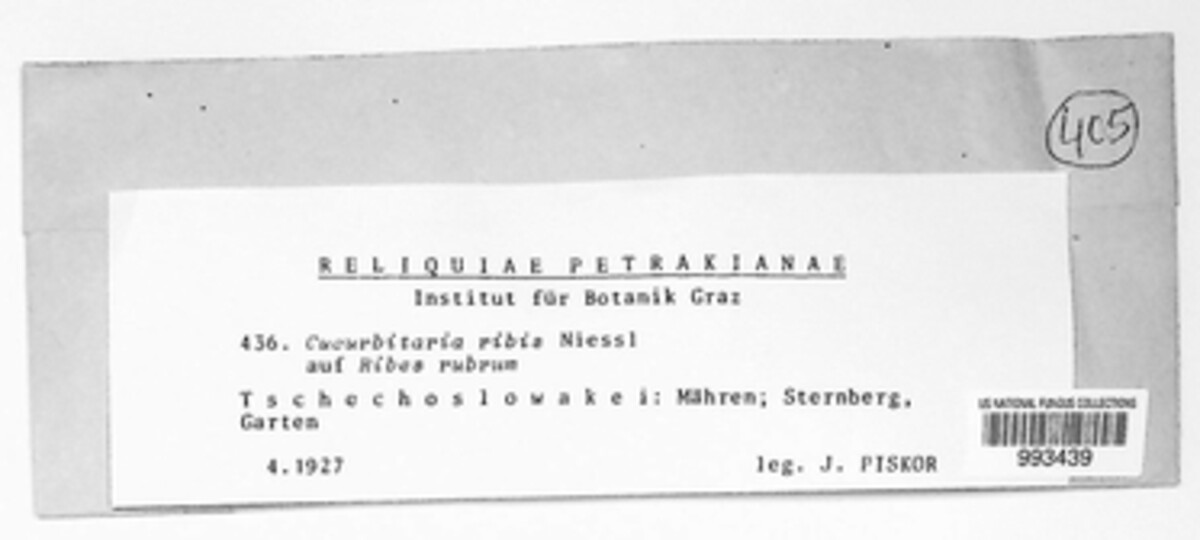 405
RELIQUIAE PETRAKIANAE
Institut für Botanik Graz
436. Cucurbitaria ribis Niessl
auf Ribes rubrum
Tschechoslowakei: Mähren; Sternberg,
Garten
4.1927 leg. J. PISKOR
US NATIONAL FUNGUS COLLECTIONS
993439